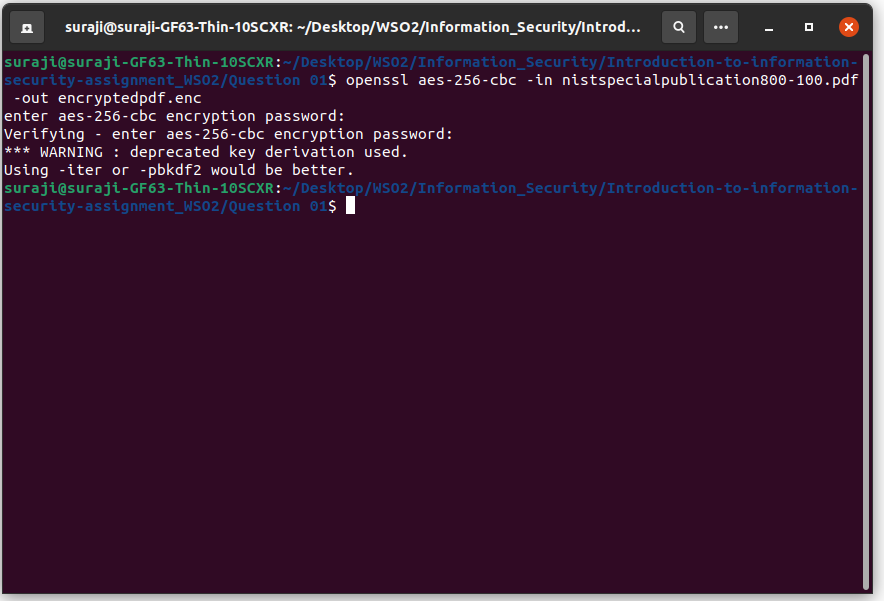 suraji@suraji-GF63-Thin-10SCXR: ~/Desktop/WSO2/Information_Security/Introd...
suraji@suraji-GF63-Thin-10SCXR:~/Desktop/WSO2/Information_Security/Introduction-to-information-
security-assignment_WSO2/Question 01$ openssl aes-256-cbc -in nistspecialpublication800-100.pdf
 -out encryptedpdf.enc
enter aes-256-cbc encryption password:
Verifying - enter aes-256-cbc encryption password:
*** WARNING : deprecated key derivation used.
Using -iter or -pbkdf2 would be better.
suraji@suraji-GF63-Thin-10SCXR:~/Desktop/WSO2/Information_Security/Introduction-to-information-
security-assignment_WSO2/Question 01$